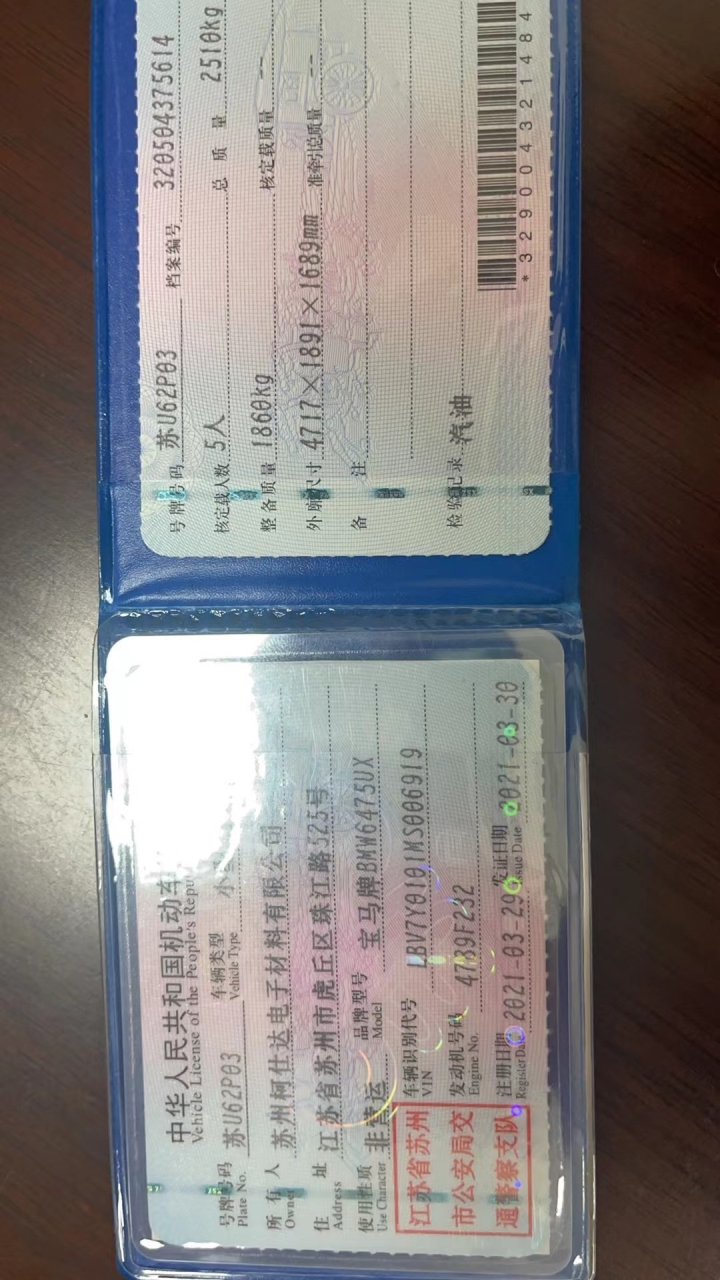 中华人民共和国机动车
Vehicle License of the People's Repu
号牌号码 苏U62P03 车辆类型 小
Plate No. Vehicle Type
所有人 苏州柯仕达电子材料有限公司
Owner
住址 江苏省苏州市虎丘区珠江路525号
Address
使用性质 非营运 品牌型号 宝马牌BMW6475UX
Use Character Model
江苏省苏州
市公安局交
通警察支队
车辆识别代号 LBV7Y0101MS006919
VIN
发动机号码 4789F232
Engine No.
注册日期 2021-03-29 发证日期 2021-03-30
Register Date Issue Date
号牌号码 苏U62P03 档案编号 320504375614
核定载人数 5人 总质量 2510kg
整备质量 1860kg 核定载质量 --
外廓尺寸 4717×1891×1689mm 准牵引总质量 --
备注
检验记录 汽油
*3290043214 84